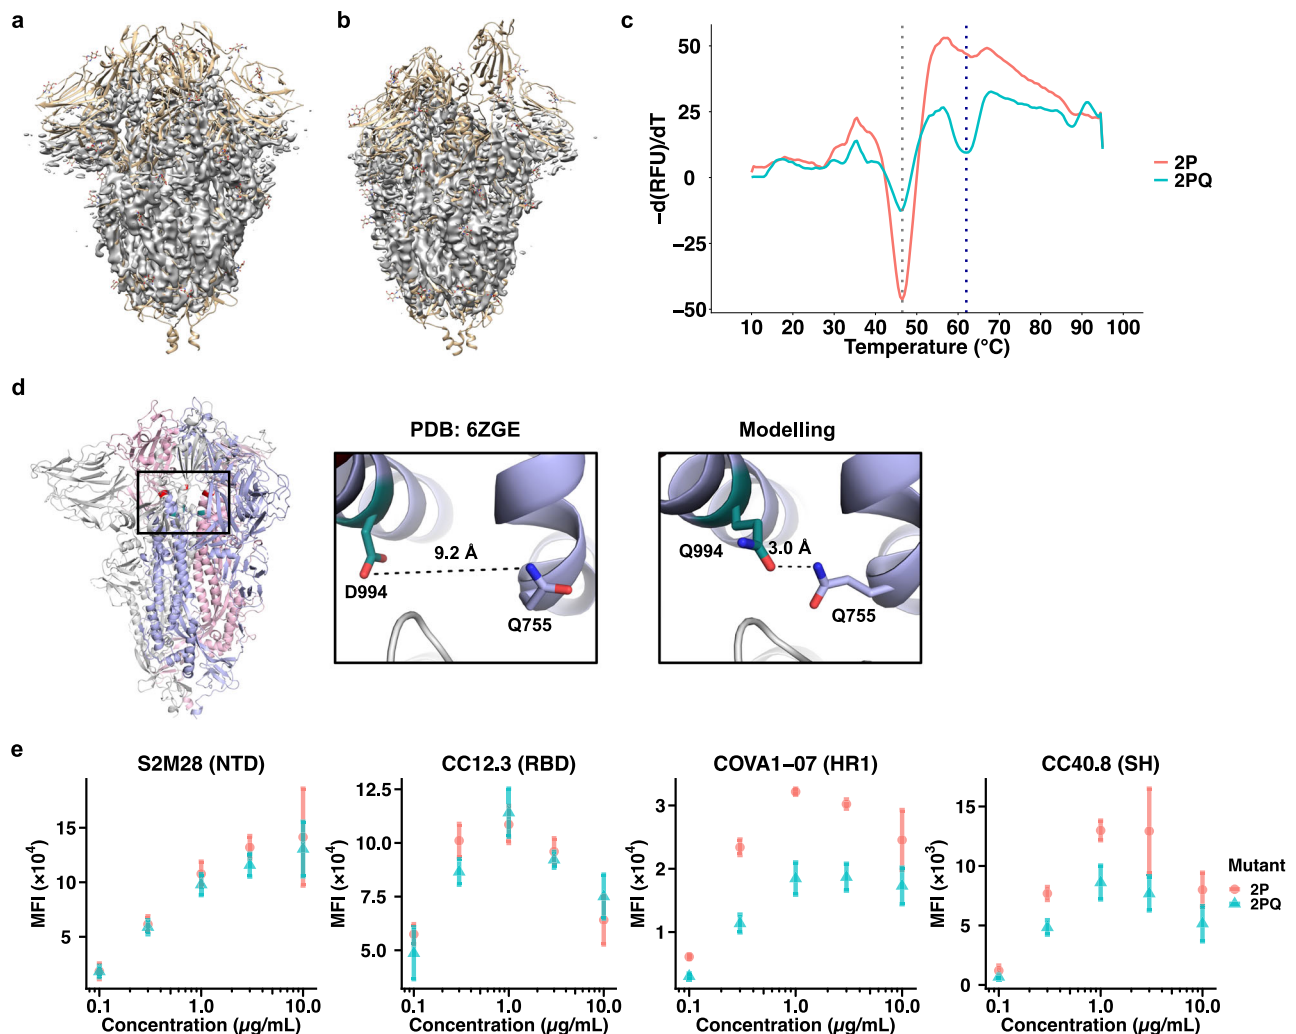 a
b
c
50
25
0
−25
−50
−d(RFU)/dT
10 20 30 40 50 60 70 80 90 100
Temperature (°C)
2P
2PQ
d
PDB: 6ZGE
Modelling
9.2 Å
D994
Q755
Q994
3.0 Å
Q755
e
S2M28 (NTD)
CC12.3 (RBD)
COVA1−07 (HR1)
CC40.8 (SH)
MFI (×10⁴)
15
10
5
MFI (×10⁴)
12.5
10.0
7.5
5.0
MFI (×10⁴)
3
2
1
MFI (×10³)
15
10
5
0
Mutant
2P
2PQ
0.1 1.0 10.0
0.1 1.0 10.0
0.1 1.0 10.0
0.1 1.0 10.0
Concentration (µg/mL)
Concentration (µg/mL)
Concentration (µg/mL)
Concentration (µg/mL)